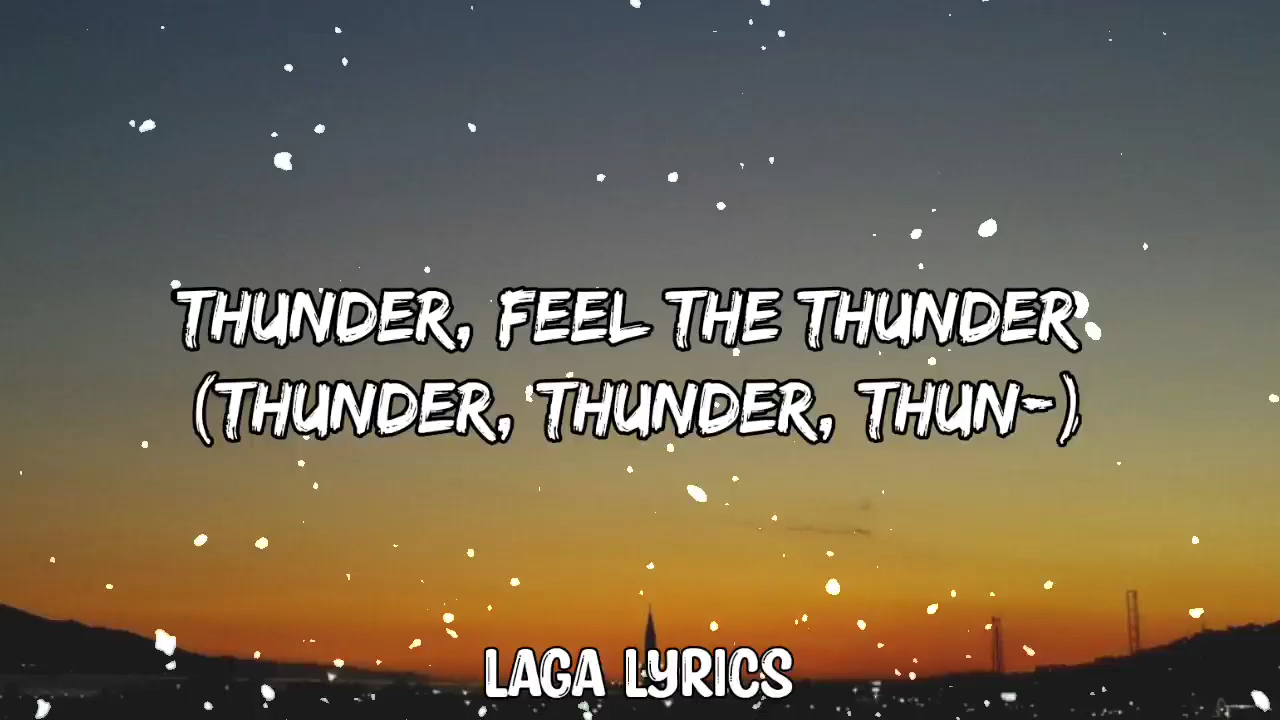 THUNDER, FEEL THE THUNDER
(THUNDER, THUNDER, THUN-)
LAGA LYRICS